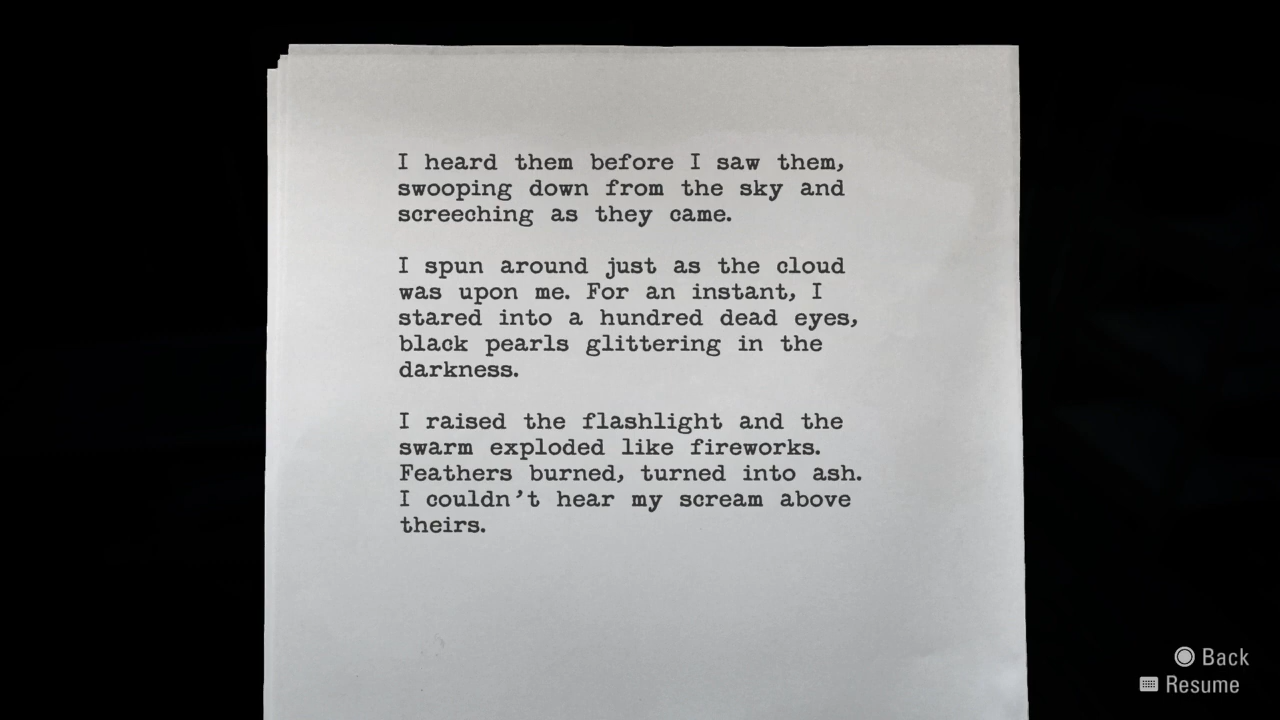 I heard them before I saw them,
swooping down from the sky and
screeching as they came.
I spun around just as the cloud
was upon me. For an instant, I
stared into a hundred dead eyes,
black pearls glittering in the
darkness.
I raised the flashlight and the
swarm exploded like fireworks.
Feathers burned, turned into ash.
I couldn't hear my scream above
theirs.
Back
Resume